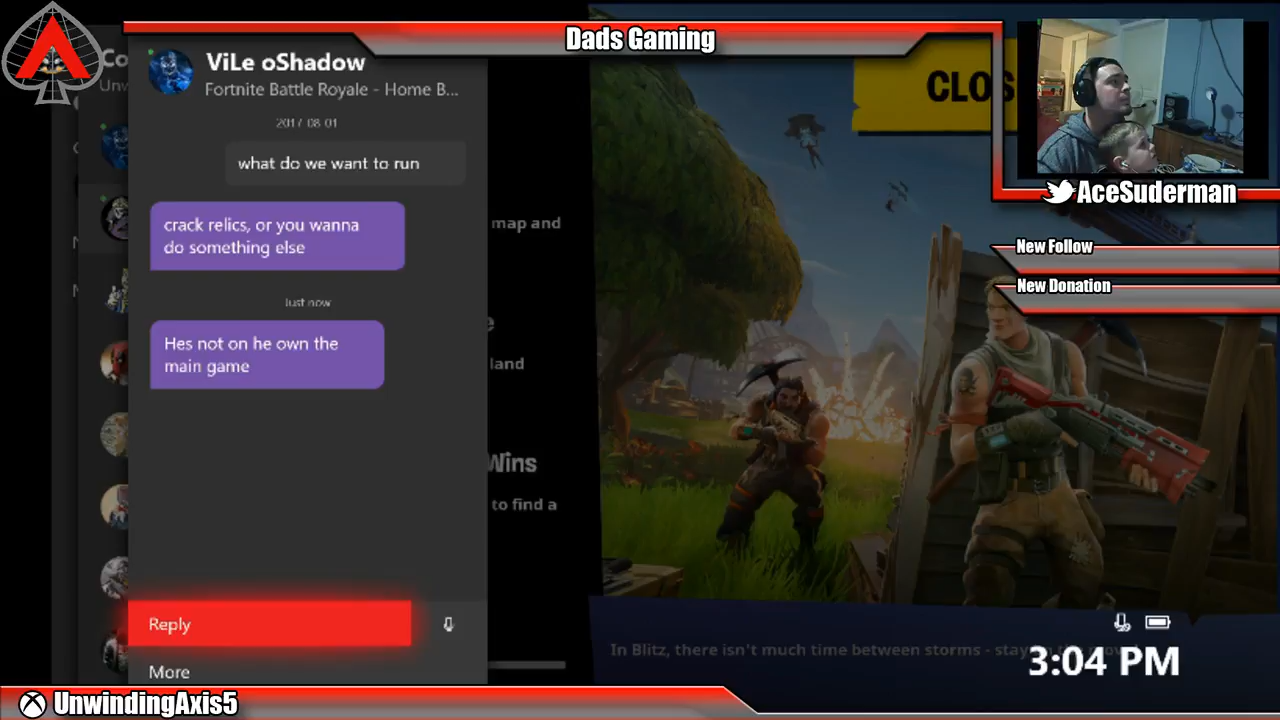 Dads Gaming
Co
Unw
ViLe oShadow
Fortnite Battle Royale - Home B...
2017-08-01
what do we want to run
crack relics, or you wanna
do something else
Just now
Hes not on he own the
main game
Reply
More
map and
land
Wins
to find a
CLOS
AceSuderman
New Follow
New Donation
In Blitz, there isn't much time between storms - stay
3:04 PM
UnwindingAxis5